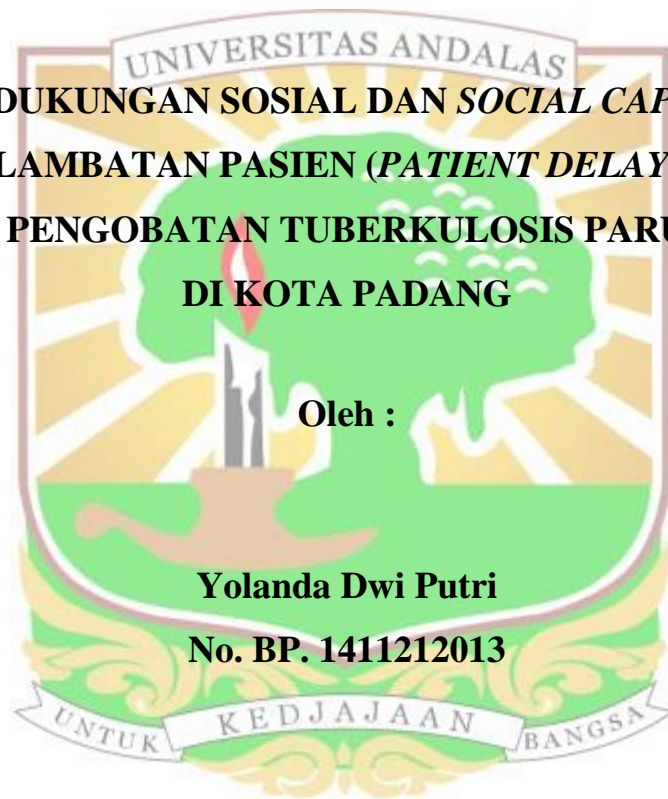 UNIVERSITAS ANDALAS
DUKUNGAN SOSIAL DAN SOCIAL CAP
LAMBATAN PASIEN (PATIENT DELAY
PENGOBATAN TUBERKULOSIS PARU
DI KOTA PADANG
Oleh :
Yolanda Dwi Putri
No. BP. 1411212013
UNTUK KEDJAJAAN BANGSA